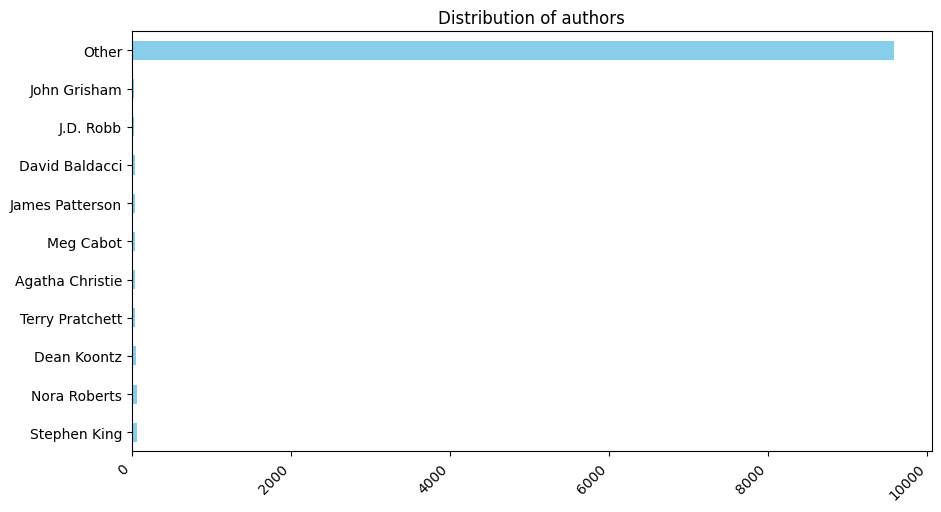 Distribution of authors
Other
John Grisham
J.D. Robb
David Baldacci
James Patterson
Meg Cabot
Agatha Christie
Terry Pratchett
Dean Koontz
Nora Roberts
Stephen King
0
2000
4000
6000
8000
10000